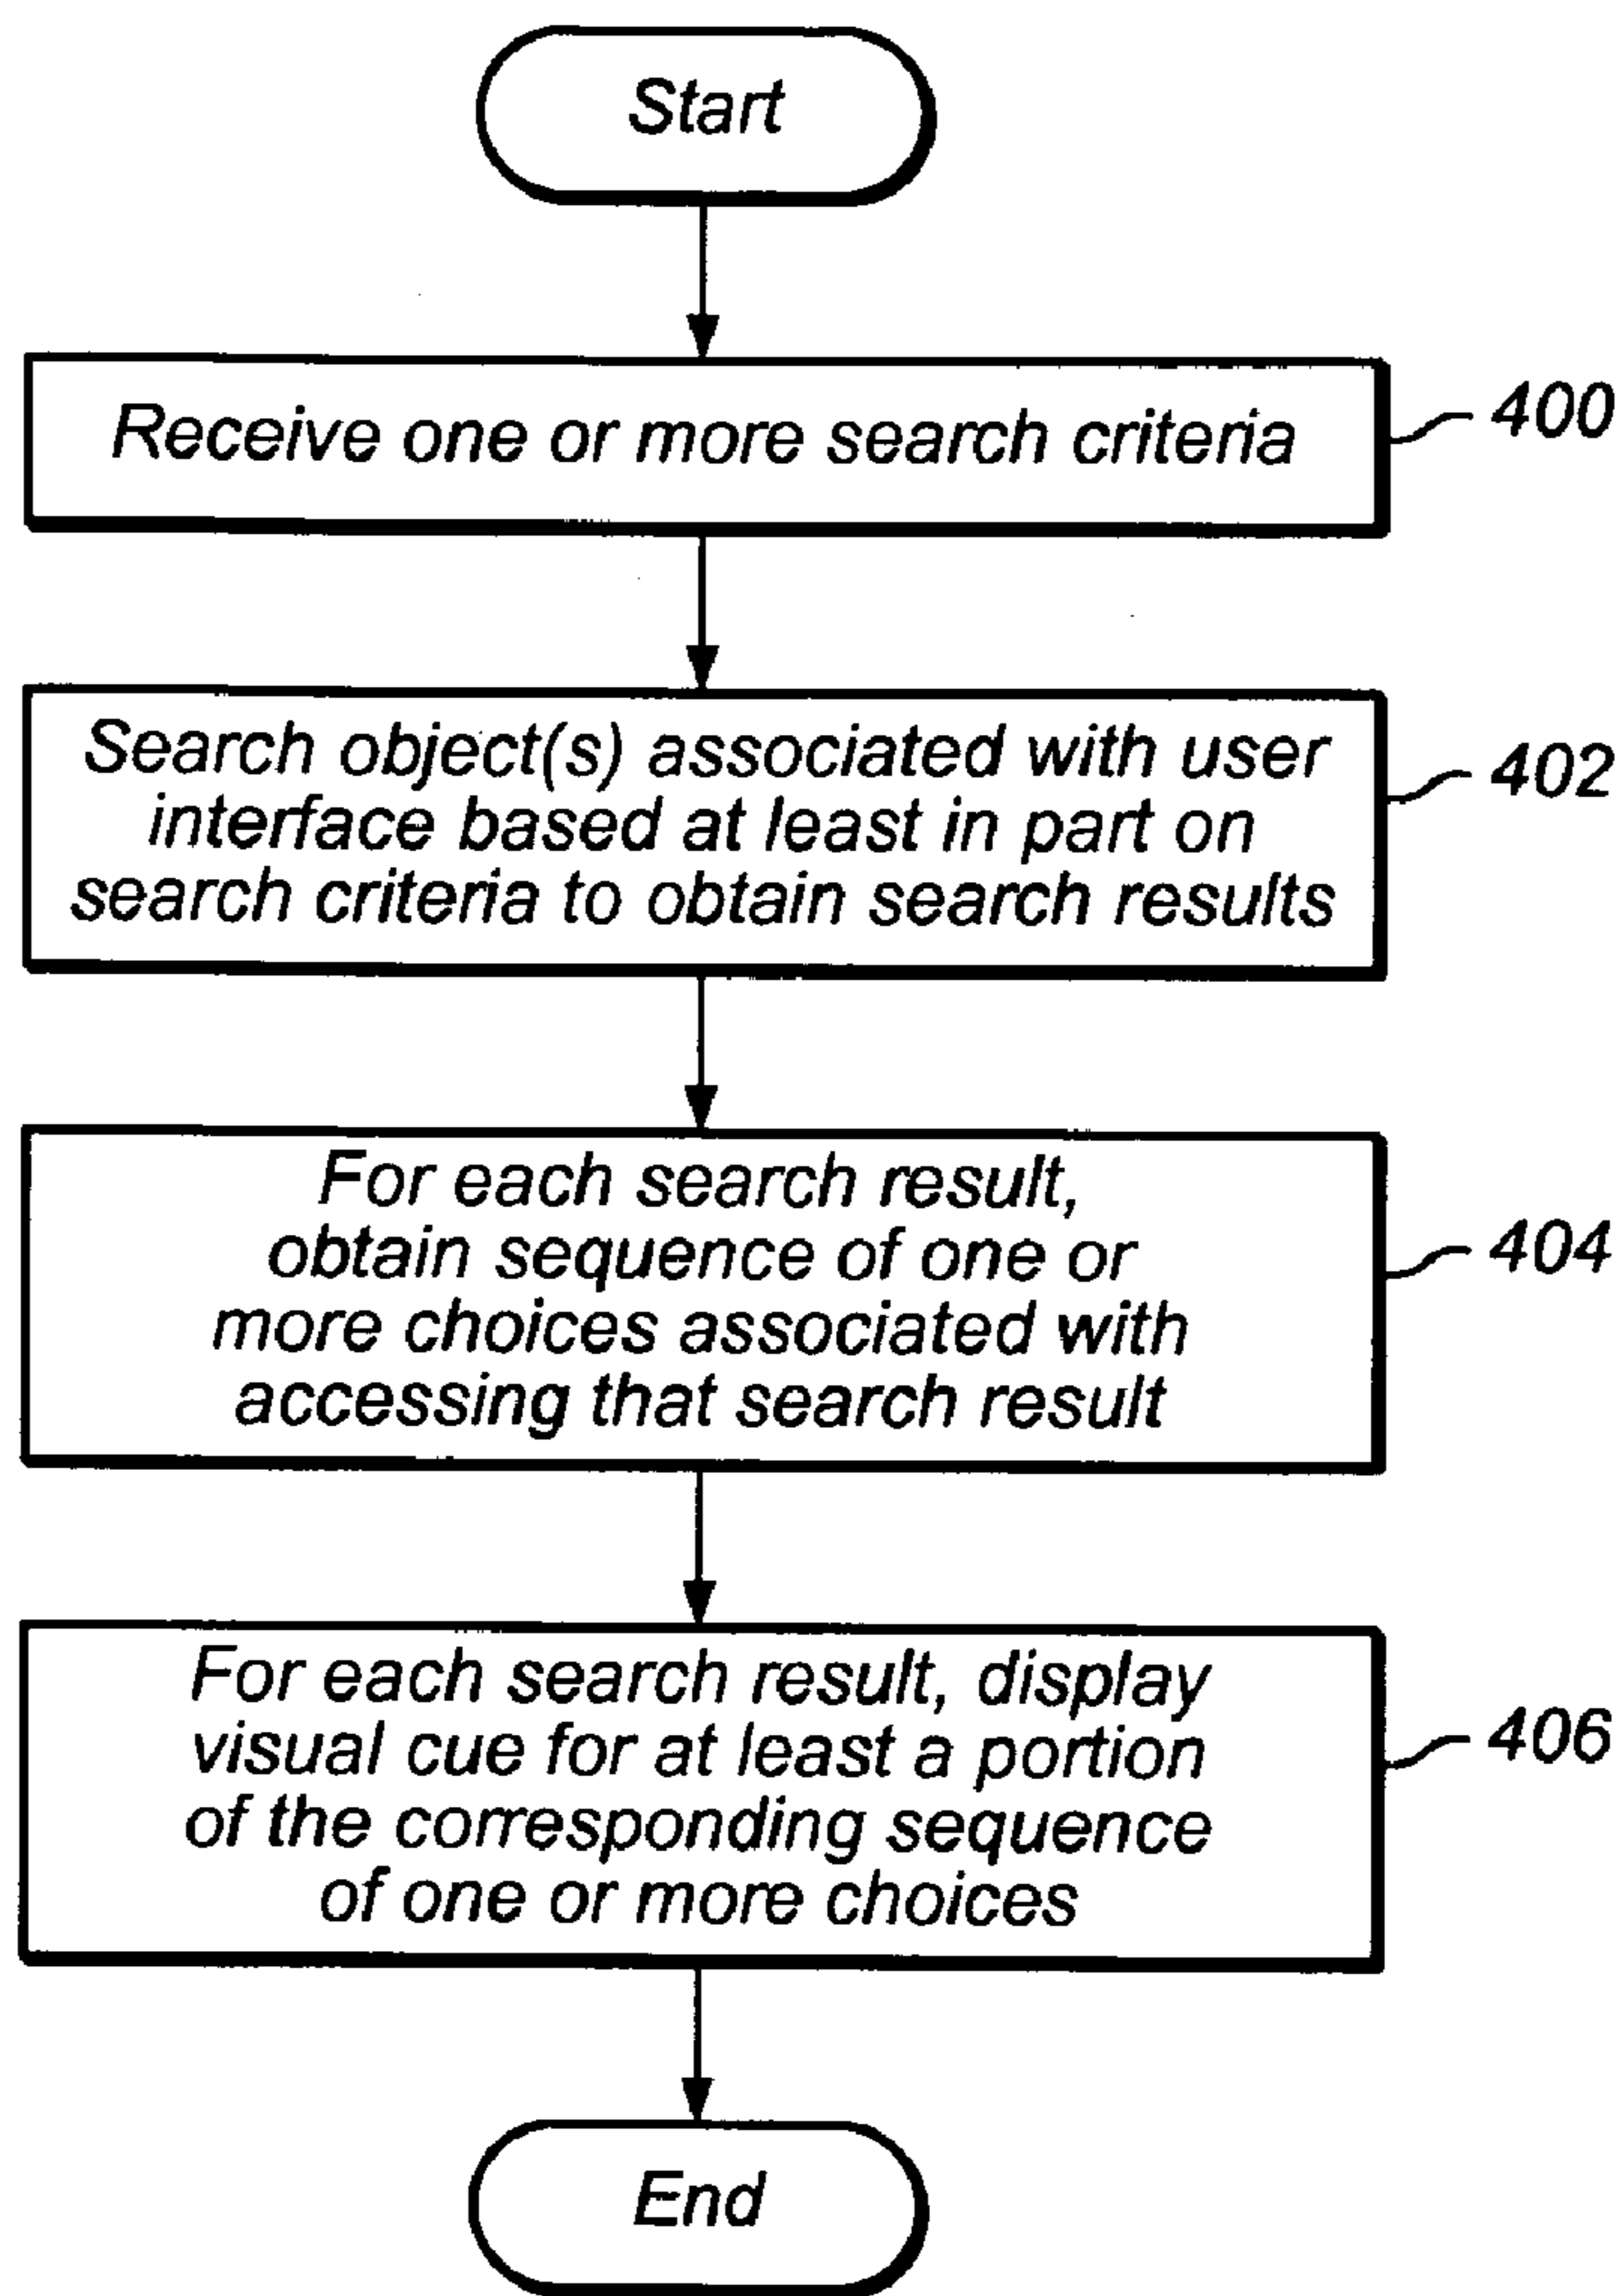 Start
Receive one or more search criteria
400
Search object(s) associated with user
interface based at least in part on
search criteria to obtain search results
402
For each search result,
obtain sequence of one or
more choices associated with
accessing that search result
404
For each search result, display
visual cue for at least a portion
of the corresponding sequence
of one or more choices
406
End